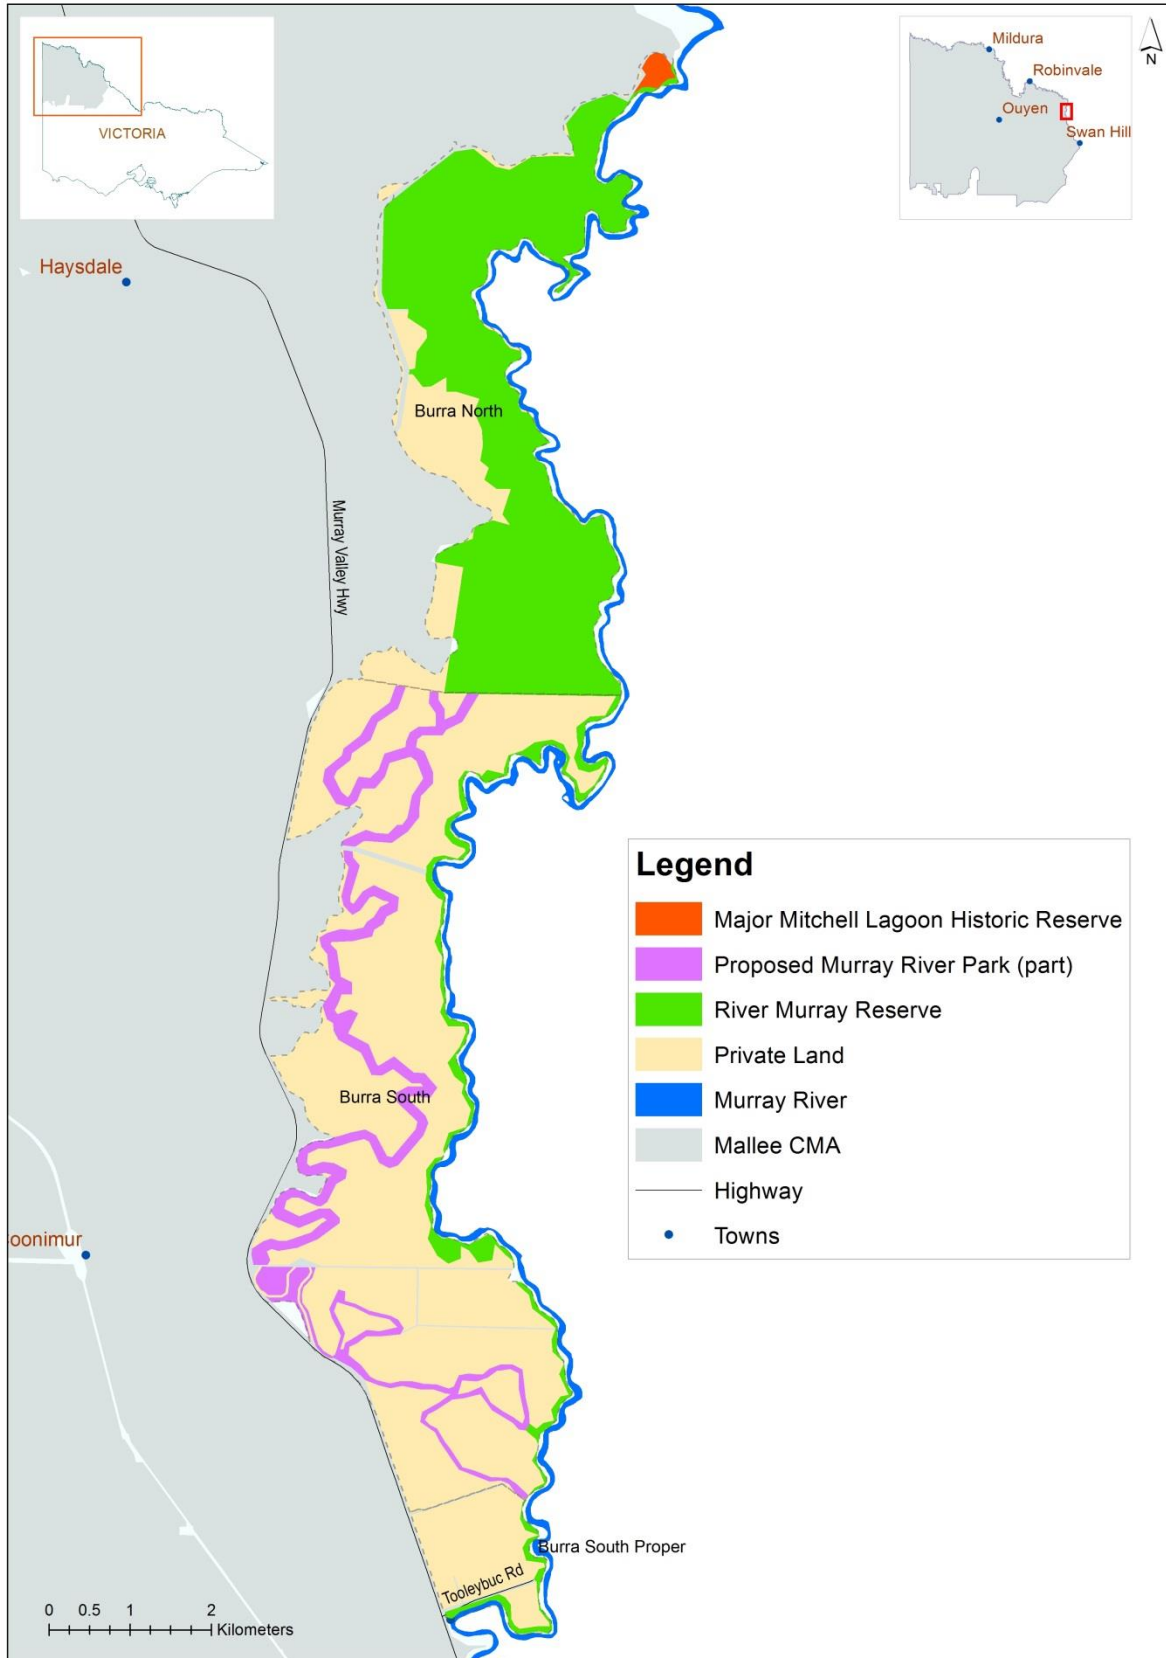 VICTORIA
Mildura
Robinvale
Ouyen
Swan Hill
N
Haysdale
Burra North
Murray Valley Hwy
Legend
Major Mitchell Lagoon Historic Reserve
Proposed Murray River Park (part)
River Murray Reserve
Private Land
Murray River
Mallee CMA
Highway
Towns
Burra South
oonimur
Burra South Proper
Tooleybuc Rd
0 0.5 1 2
Kilometers